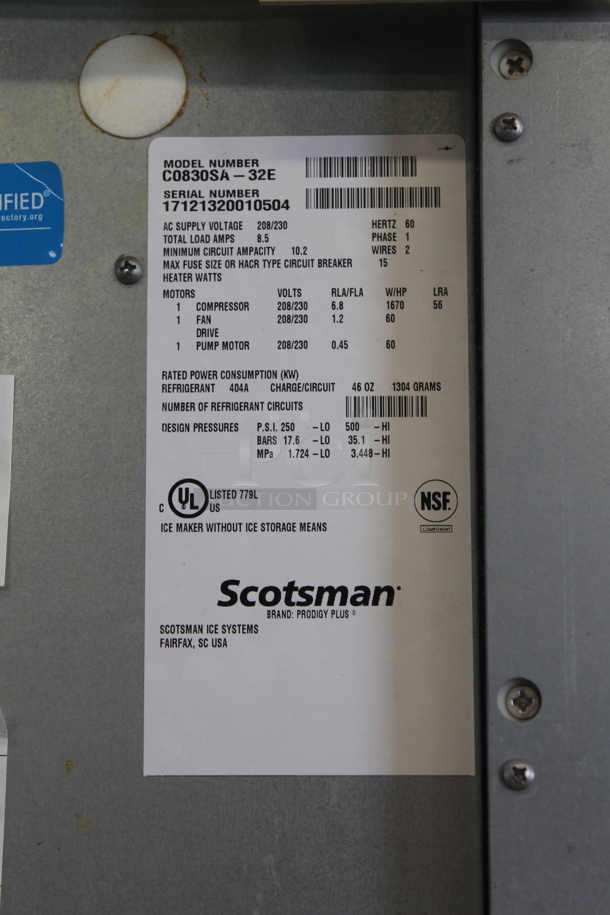 IFIED®
ectory.org
MODEL NUMBER
C0830SA-32E
SERIAL NUMBER
17121320010504
AC SUPPLY VOLTAGE 208/230 HERTZ 60
TOTAL LOAD AMPS 8.5 PHASE 1
MINIMUM CIRCUIT AMPACITY 10.2 WIRES 2
MAX FUSE SIZE OR HACR TYPE CIRCUIT BREAKER 15
HEATER WATTS
MOTORS VOLTS RLA/FLA W/HP LRA
1 COMPRESSOR 208/230 6.8 1670 56
1 FAN 208/230 1.2 60
DRIVE
1 PUMP MOTOR 208/230 0.45 60
RATED POWER CONSUMPTION (KW)
REFRIGERANT 404A CHARGE/CIRCUIT 46 OZ 1304 GRAMS
NUMBER OF REFRIGERANT CIRCUITS
DESIGN PRESSURES P.S.I. 250 -LO 500 -HI
BARS 17.6 -LO 35.1 -HI
MPa 1.724-LO 3.448-HI
PCI
AUCTION GROUP
C UL US LISTED 779L
NSF.
COMPONENT
ICE MAKER WITHOUT ICE STORAGE MEANS
Scotsman®
BRAND: PRODIGY PLUS ®
SCOTSMAN ICE SYSTEMS
FAIRFAX, SC USA